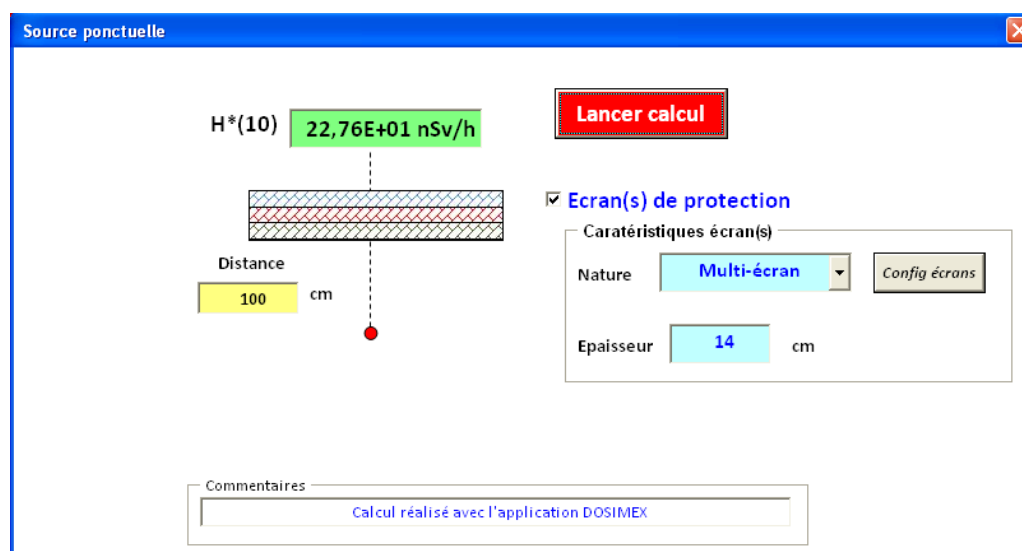 Source ponctuelle
H*(10) 22,76E+01 nSv/h
Lancer calcul
Ecran(s) de protection
Caratéristiques écran(s)
Nature Multi-écran Config écrans
Distance
100 cm
Epaisseur 14 cm
Commentaires
Calcul réalisé avec l'application DOSIMEX